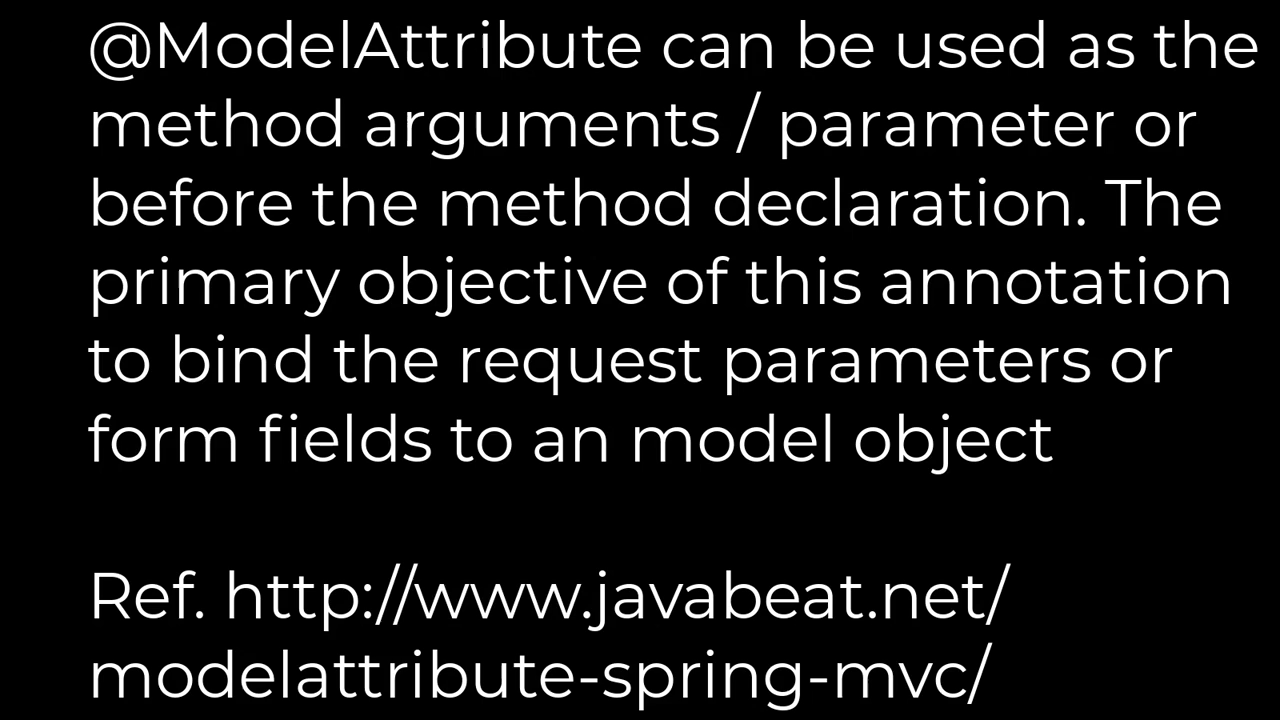 @ModelAttribute can be used as the
method arguments / parameter or
before the method declaration. The
primary objective of this annotation
to bind the request parameters or
form fields to an model object
Ref. http://www.javabeat.net/
modelattribute-spring-mvc/